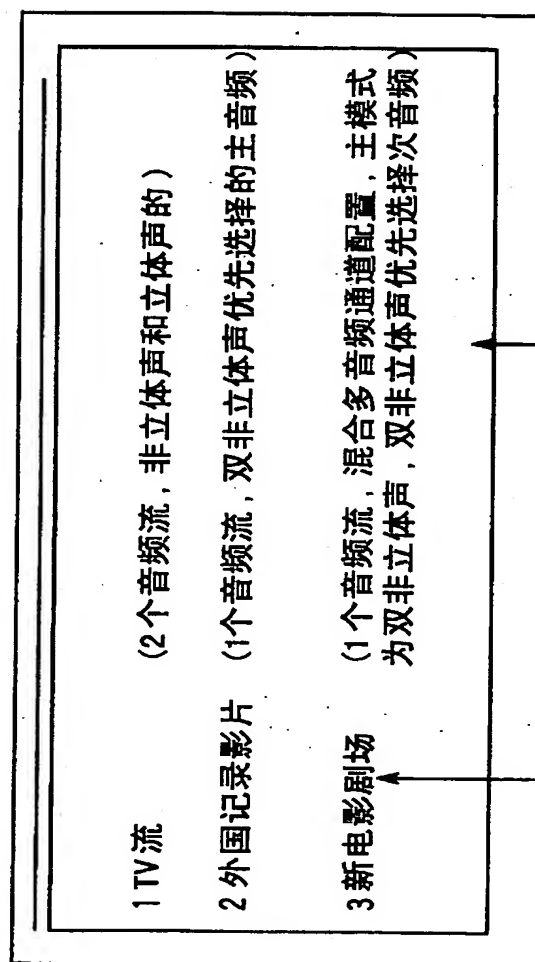 1 TV流 (2个音频流，非立体声和立体声的)
2 外国记录影片 (1个音频流，双非立体声优先选择的主音频)
3 新电影剧场 (1个音频流，混合多音频通道配置，主模式
为双非立体声，双非立体声优先选择次音频)